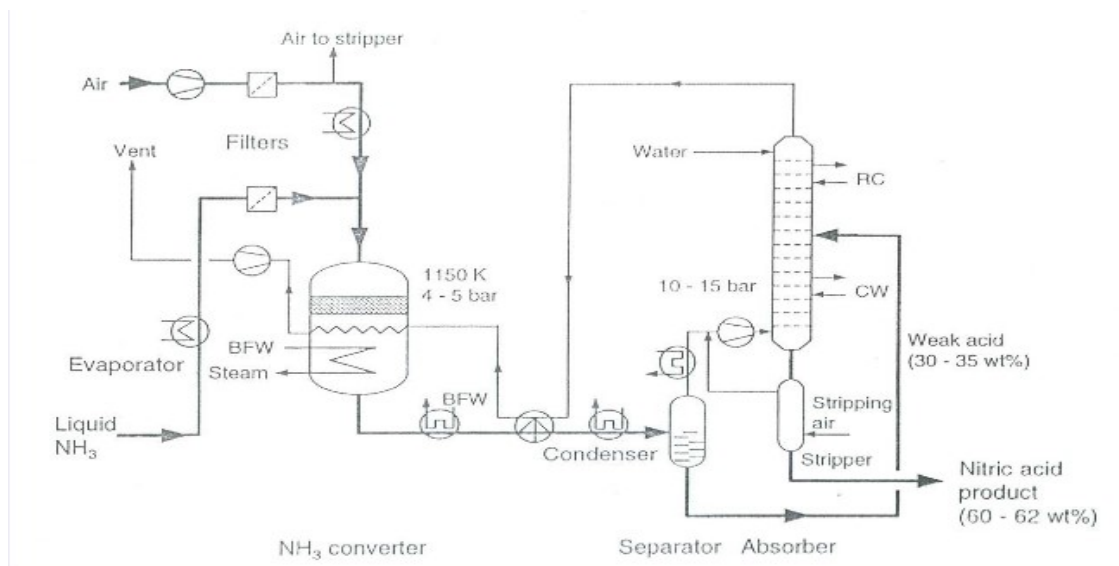 Air to stripper
Air
Filters
Vent
Water
RC
1150 K
4 - 5 bar
10 - 15 bar
CW
BFW
Steam
Evaporator
Weak acid
(30 - 35 wt%)
BFW
Liquid
NH₃
Condenser
Stripping
air
Stripper
Nitric acid
product
(60 - 62 wt%)
NH₃ converter
Separator
Absorber